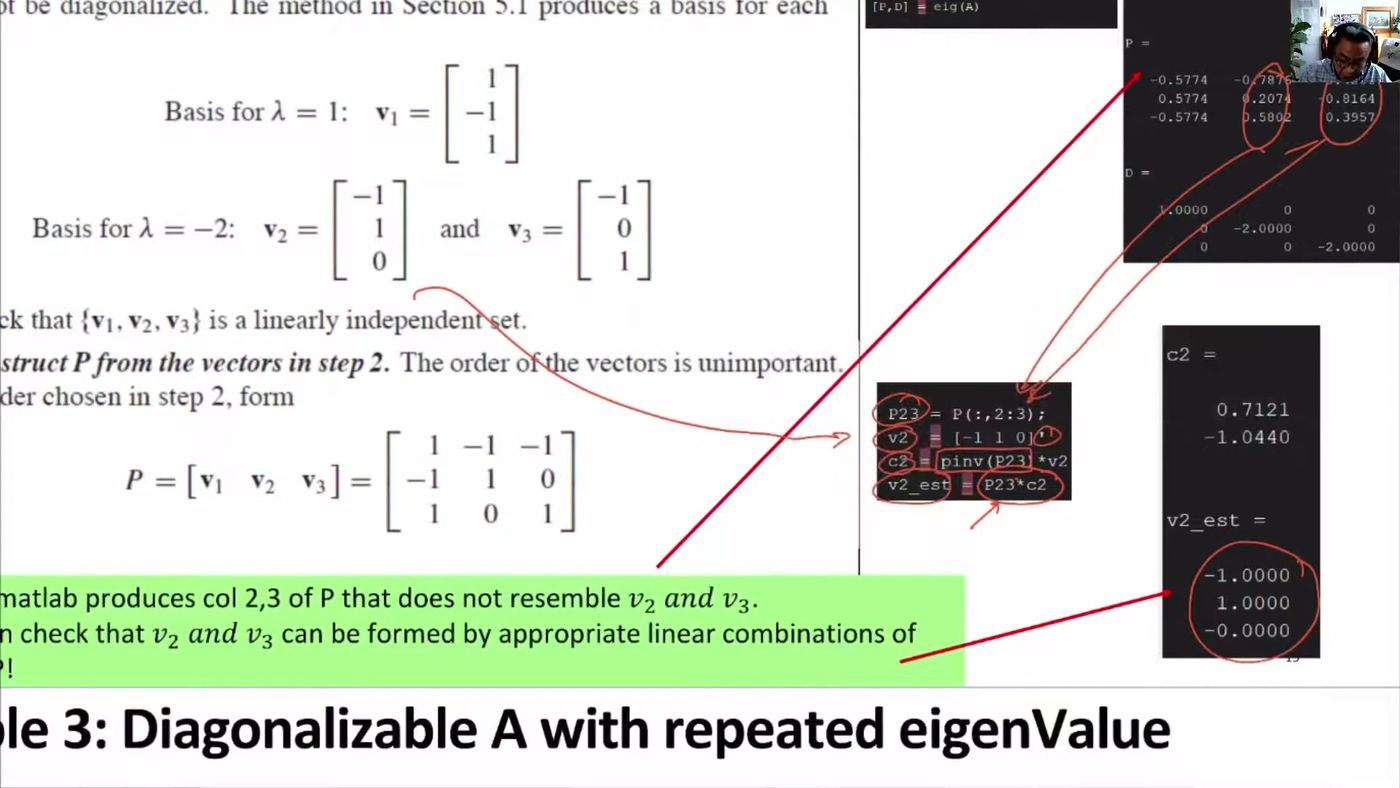 ot be diagonalized. The method in Section 5.1 produces a basis for each
Basis for λ = 1: v₁ = [1 −1 1]
Basis for λ = −2: v₂ = [−1 1 0] and v₃ = [−1 0 1]
ck that {v₁, v₂, v₃} is a linearly independent set.
struct P from the vectors in step 2. The order of the vectors is unimportant.
der chosen in step 2, form
P = [v₁ v₂ v₃] =
1 −1 −1
−1 1 0
1 0 1
matlab produces col 2,3 of P that does not resemble v₂ and v₃.
n check that v₂ and v₃ can be formed by appropriate linear combinations of
P!
[P,D] = eig(A)
P =
-0.5774 -0.7876
0.5774 0.2074 -0.8164
-0.5774 0.5802 0.3957
D =
1.0000 0 0
0 -2.0000 0
0 0 -2.0000
P23 = P(:,2:3);
v2 = [-1 1 0]'
c2 = pinv(P23)*v2
v2_est = P23*c2
c2 =
0.7121
-1.0440
v2_est =
-1.0000
1.0000
-0.0000
le 3: Diagonalizable A with repeated eigenValue